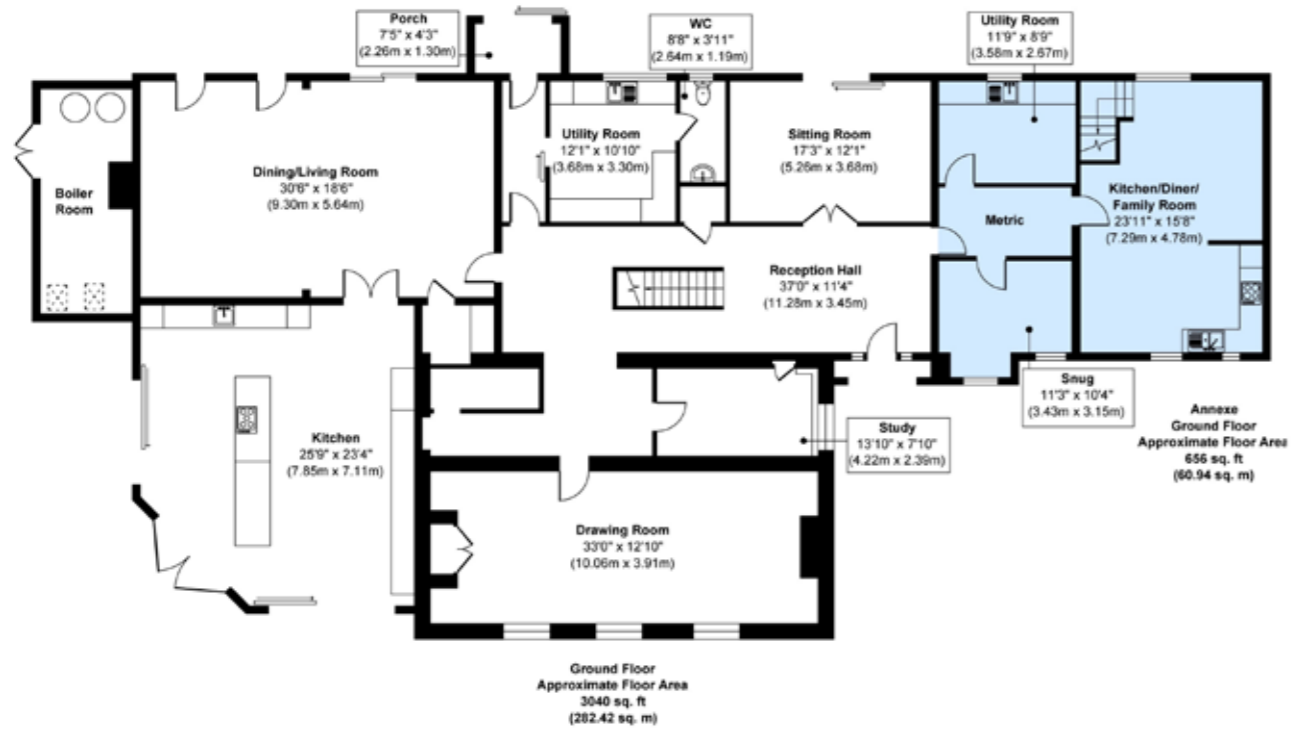 Porch
7'5" x 4'3"
(2.26m x 1.30m)
WC
8'8" x 3'11"
(2.64m x 1.19m)
Utility Room
11'9" x 8'9"
(3.58m x 2.67m)
Boiler
Room
Dining/Living Room
30'6" x 18'6"
(9.30m x 5.64m)
Utility Room
12'1" x 10'10"
(3.68m x 3.30m)
Sitting Room
17'3" x 12'1"
(5.26m x 3.68m)
Metric
Kitchen/Diner/
Family Room
23'11" x 15'8"
(7.29m x 4.78m)
Reception Hall
37'0" x 11'4"
(11.28m x 3.45m)
Snug
11'3" x 10'4"
(3.43m x 3.15m)
Kitchen
25'9" x 23'4"
(7.85m x 7.11m)
Study
13'10" x 7'10"
(4.22m x 2.39m)
Annexe
Ground Floor
Approximate Floor Area
656 sq. ft
(60.94 sq. m)
Drawing Room
33'0" x 12'10"
(10.06m x 3.91m)
Ground Floor
Approximate Floor Area
3040 sq. ft
(282.42 sq. m)